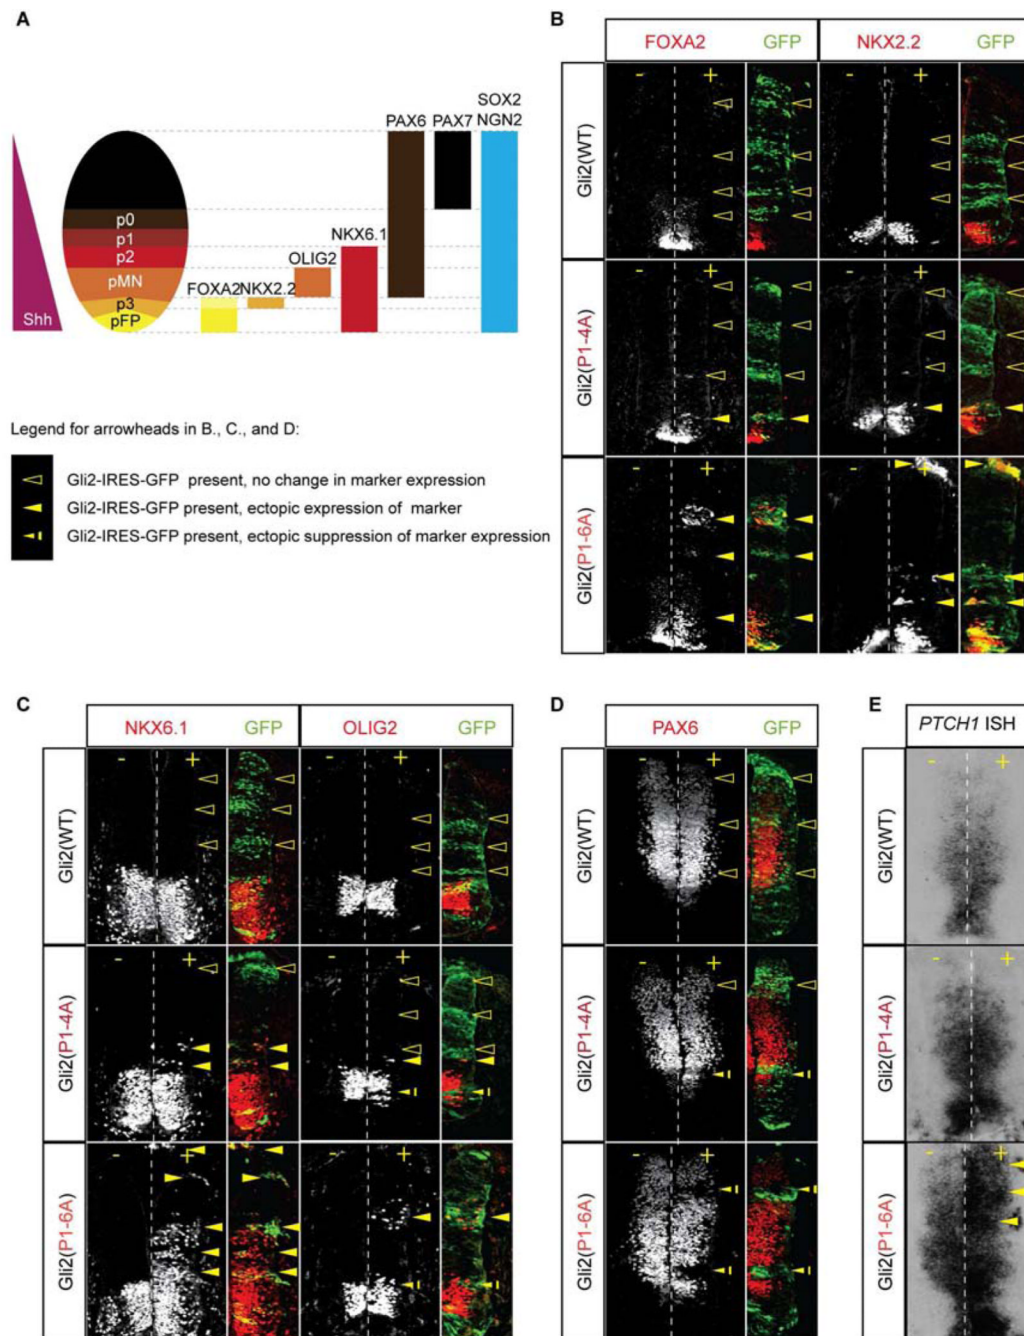 A
SOX2
PAX6 PAX7 NGN2
p0
p1
p2
NKX6.1
pMN
OLIG2
p3
FOXA2 NKX2.2
pFP
Shh
Legend for arrowheads in B., C., and D:
Gli2-IRES-GFP present, no change in marker expression
Gli2-IRES-GFP present, ectopic expression of marker
Gli2-IRES-GFP present, ectopic suppression of marker expression
B
FOXA2 GFP NKX2.2 GFP
Gli2(WT)
- + - +
Gli2(P1-4A)
- + - +
Gli2(P1-6A)
- + - +
C
NKX6.1 GFP OLIG2 GFP
Gli2(WT)
- + - +
Gli2(P1-4A)
- + - +
Gli2(P1-6A)
- + - +
D
PAX6 GFP
Gli2(WT)
- +
Gli2(P1-4A)
- +
Gli2(P1-6A)
- +
E
PTCH1 ISH
Gli2(WT)
- +
Gli2(P1-4A)
- +
Gli2(P1-6A)
- +